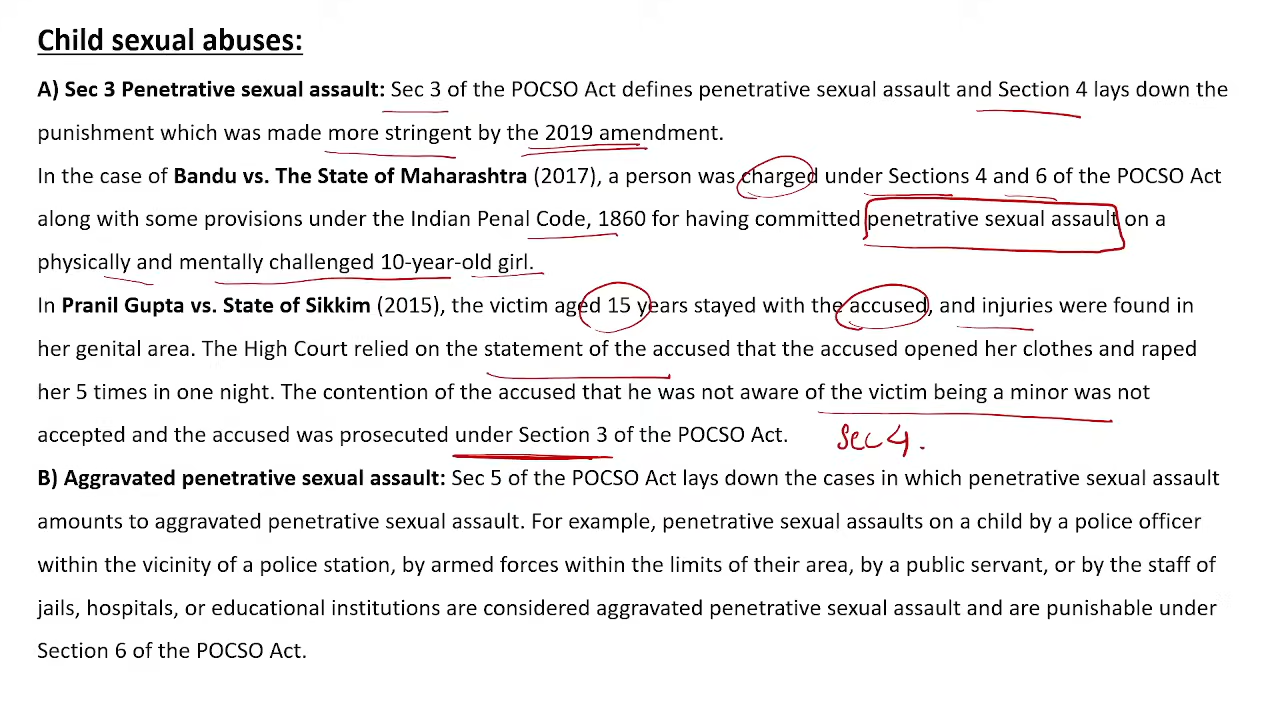 Child sexual abuses:
A) Sec 3 Penetrative sexual assault: Sec 3 of the POCSO Act defines penetrative sexual assault and Section 4 lays down the
punishment which was made more stringent by the 2019 amendment.
In the case of Bandu vs. The State of Maharashtra (2017), a person was charged under Sections 4 and 6 of the POCSO Act
along with some provisions under the Indian Penal Code, 1860 for having committed penetrative sexual assault on a
physically and mentally challenged 10-year-old girl.
In Pranil Gupta vs. State of Sikkim (2015), the victim aged 15 years stayed with the accused, and injuries were found in
her genital area. The High Court relied on the statement of the accused that the accused opened her clothes and raped
her 5 times in one night. The contention of the accused that he was not aware of the victim being a minor was not
accepted and the accused was prosecuted under Section 3 of the POCSO Act. Sec 4.
B) Aggravated penetrative sexual assault: Sec 5 of the POCSO Act lays down the cases in which penetrative sexual assault
amounts to aggravated penetrative sexual assault. For example, penetrative sexual assaults on a child by a police officer
within the vicinity of a police station, by armed forces within the limits of their area, by a public servant, or by the staff of
jails, hospitals, or educational institutions are considered aggravated penetrative sexual assault and are punishable under
Section 6 of the POCSO Act.